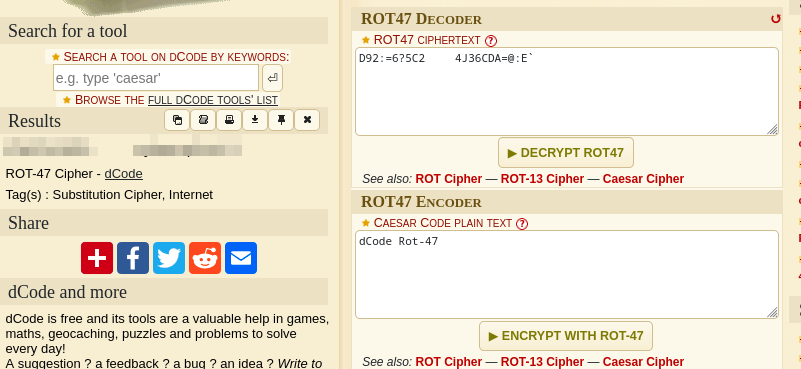 Search for a tool
★ SEARCH A TOOL ON DCODE BY KEYWORDS:
e.g. type 'caesar'
★ BROWSE THE FULL DCODE TOOLS' LIST
Results
ROT-47 Cipher - dCode
Tag(s) : Substitution Cipher, Internet
Share
dCode and more
dCode is free and its tools are a valuable help in games,
maths, geocaching, puzzles and problems to solve
every day!
A suggestion ? a feedback ? a bug ? an idea ? Write to
ROT47 DECODER
★ ROT47 CIPHERTEXT ?
D92:=6?5C2 4J36CDA=@:E`
▶ DECRYPT ROT47
See also: ROT Cipher — ROT-13 Cipher — Caesar Cipher
ROT47 ENCODER
★ CAESAR CODE PLAIN TEXT ?
dCode Rot-47
▶ ENCRYPT WITH ROT-47
See also: ROT Cipher — ROT-13 Cipher — Caesar Cipher